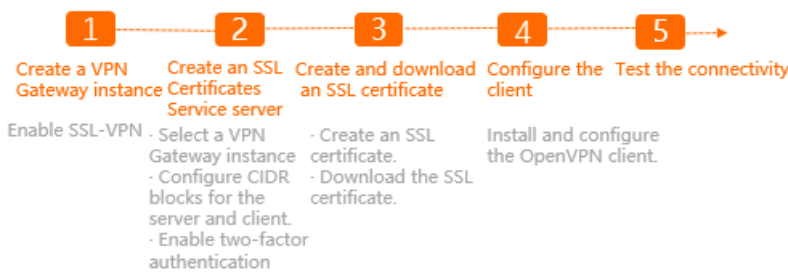 1
Create a VPN
Gateway instance
Enable SSL-VPN
2
Create an SSL
Certificates
Service server
· Select a VPN
Gateway instance
· Configure CIDR
blocks for the
server and client.
· Enable two-factor
authentication
3
Create and download
an SSL certificate
· Create an SSL
certificate.
· Download the SSL
certificate.
4
Configure the
client
Install and configure
the OpenVPN client.
5
Test the connectivity